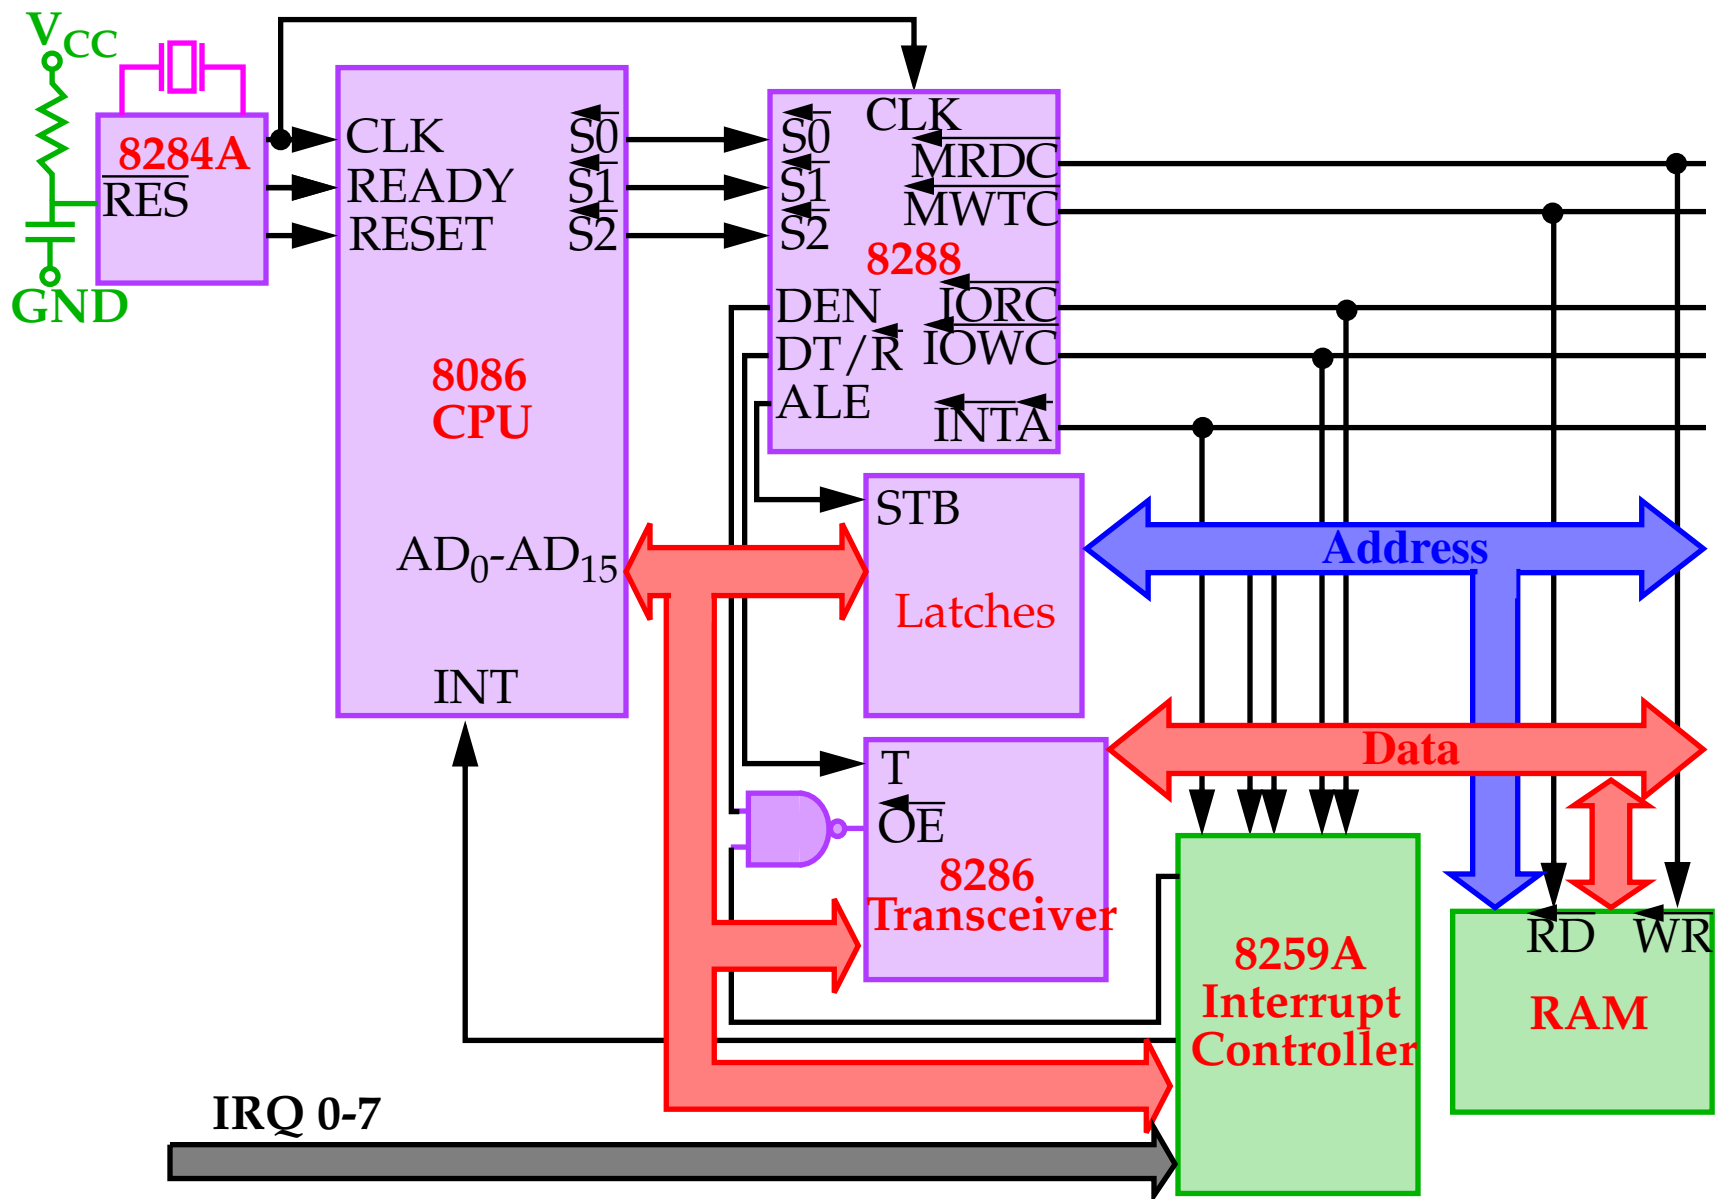 VCC
8284A
RES
GND
CLK
READY
RESET
S0
S1
S2
8086
CPU
AD0-AD15
INT
CLK
S0
S1
S2
MRDC
MWTC
8288
DEN
DT/R
ALE
IORC
IOWC
INTA
STB
Latches
Address
T
OE
8286
Transceiver
Data
8259A
Interrupt
Controller
RD
WR
RAM
IRQ 0-7